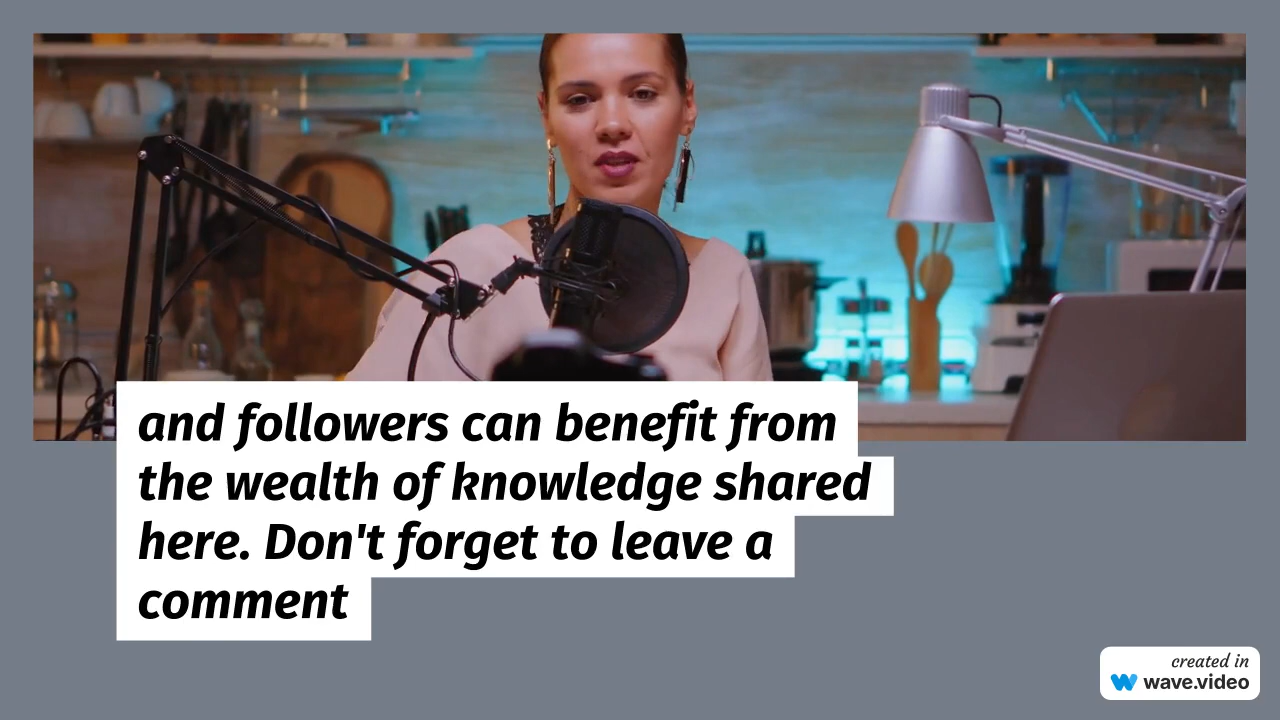 and followers can benefit from
the wealth of knowledge shared
here. Don't forget to leave a
comment
created in
wave.video